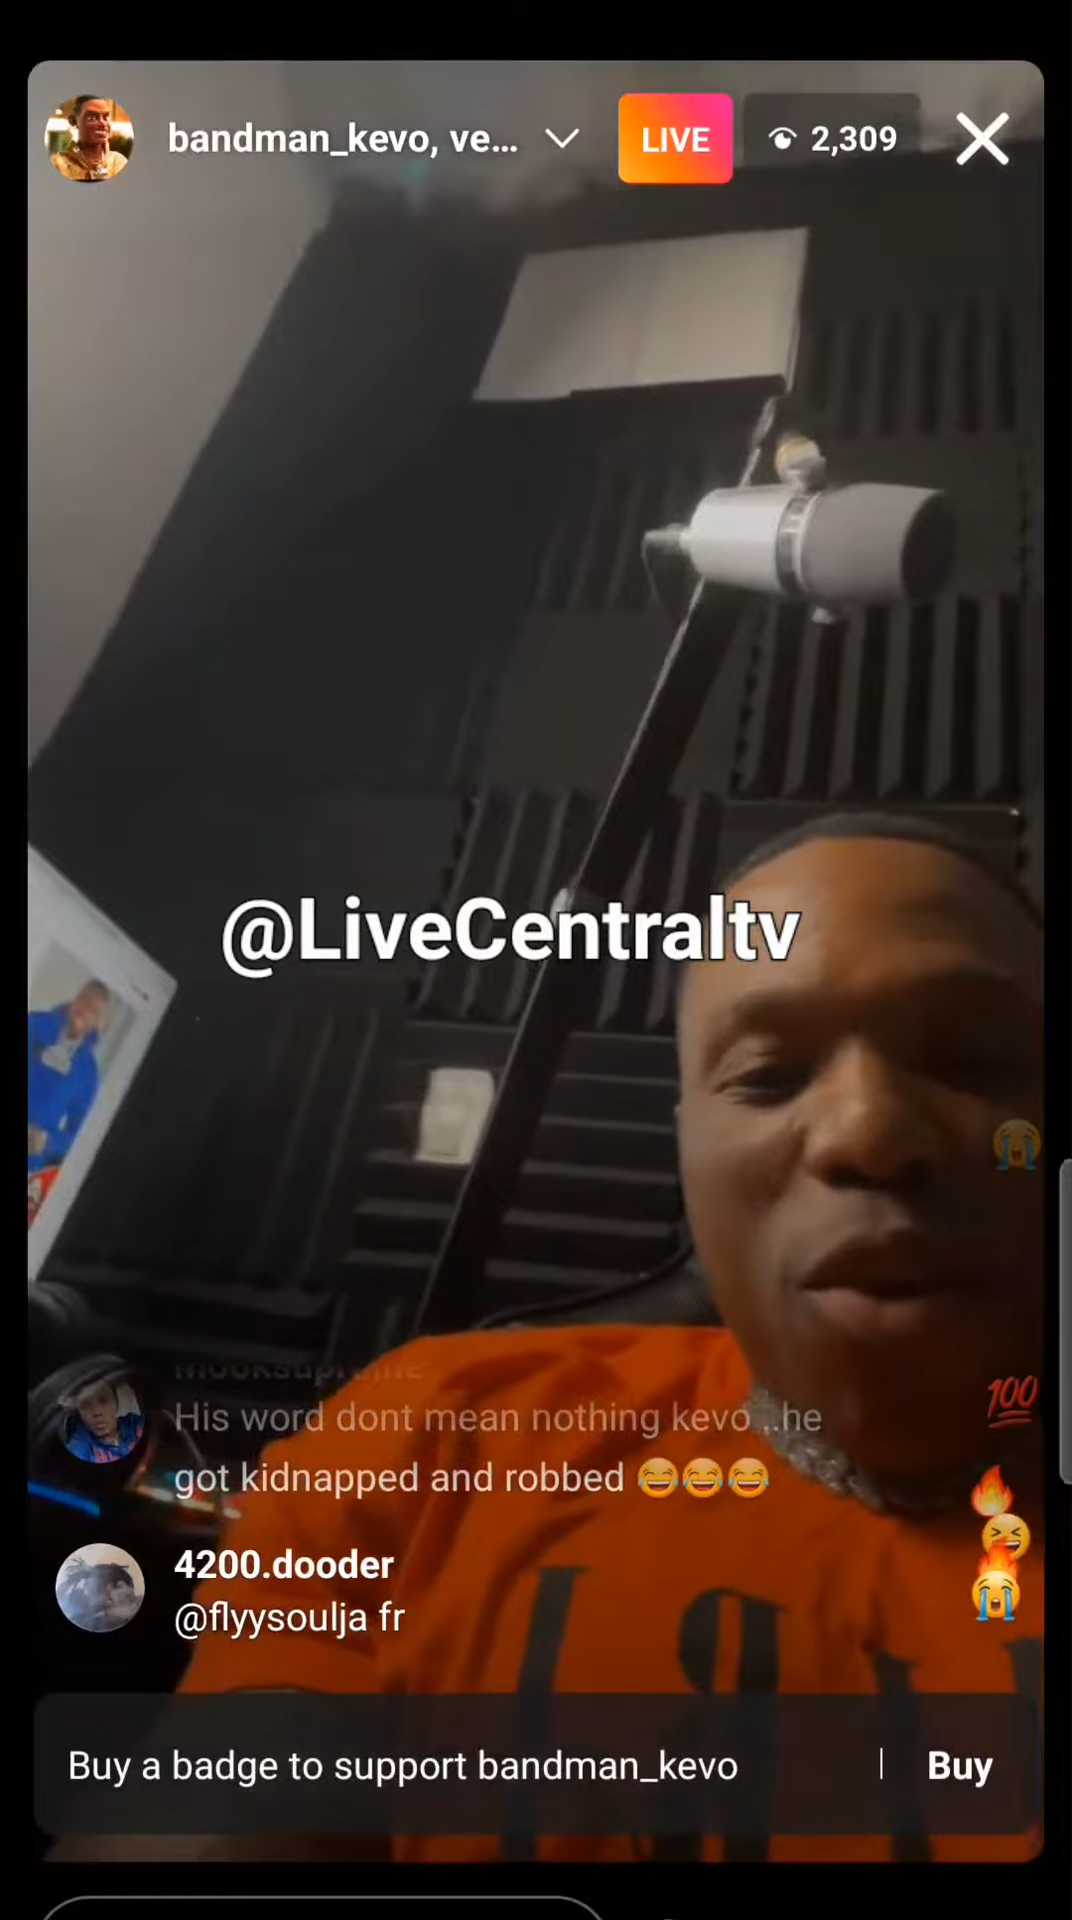 bandman_kevo, ve...
LIVE
2,309
@LiveCentraltv
His word dont mean nothing kevo ..he
got kidnapped and robbed 😂😂😂
4200.dooder
@flyysoulja fr
💯
Buy a badge to support bandman_kevo | Buy